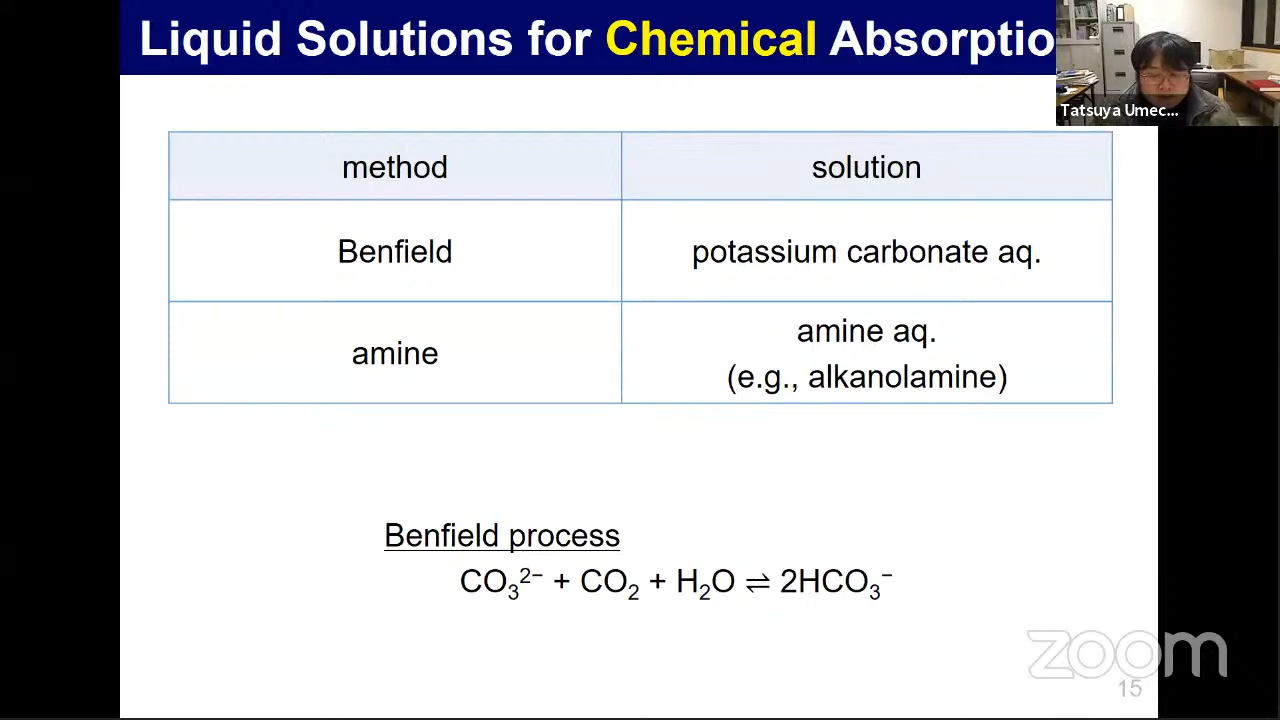 Liquid Solutions for Chemical Absorptio
Tatsuya Umec...
method
solution
Benfield
potassium carbonate aq.
amine
amine aq.
(e.g., alkanolamine)
Benfield process
CO₃²⁻ + CO₂ + H₂O ⇌ 2HCO₃⁻
zoom
15